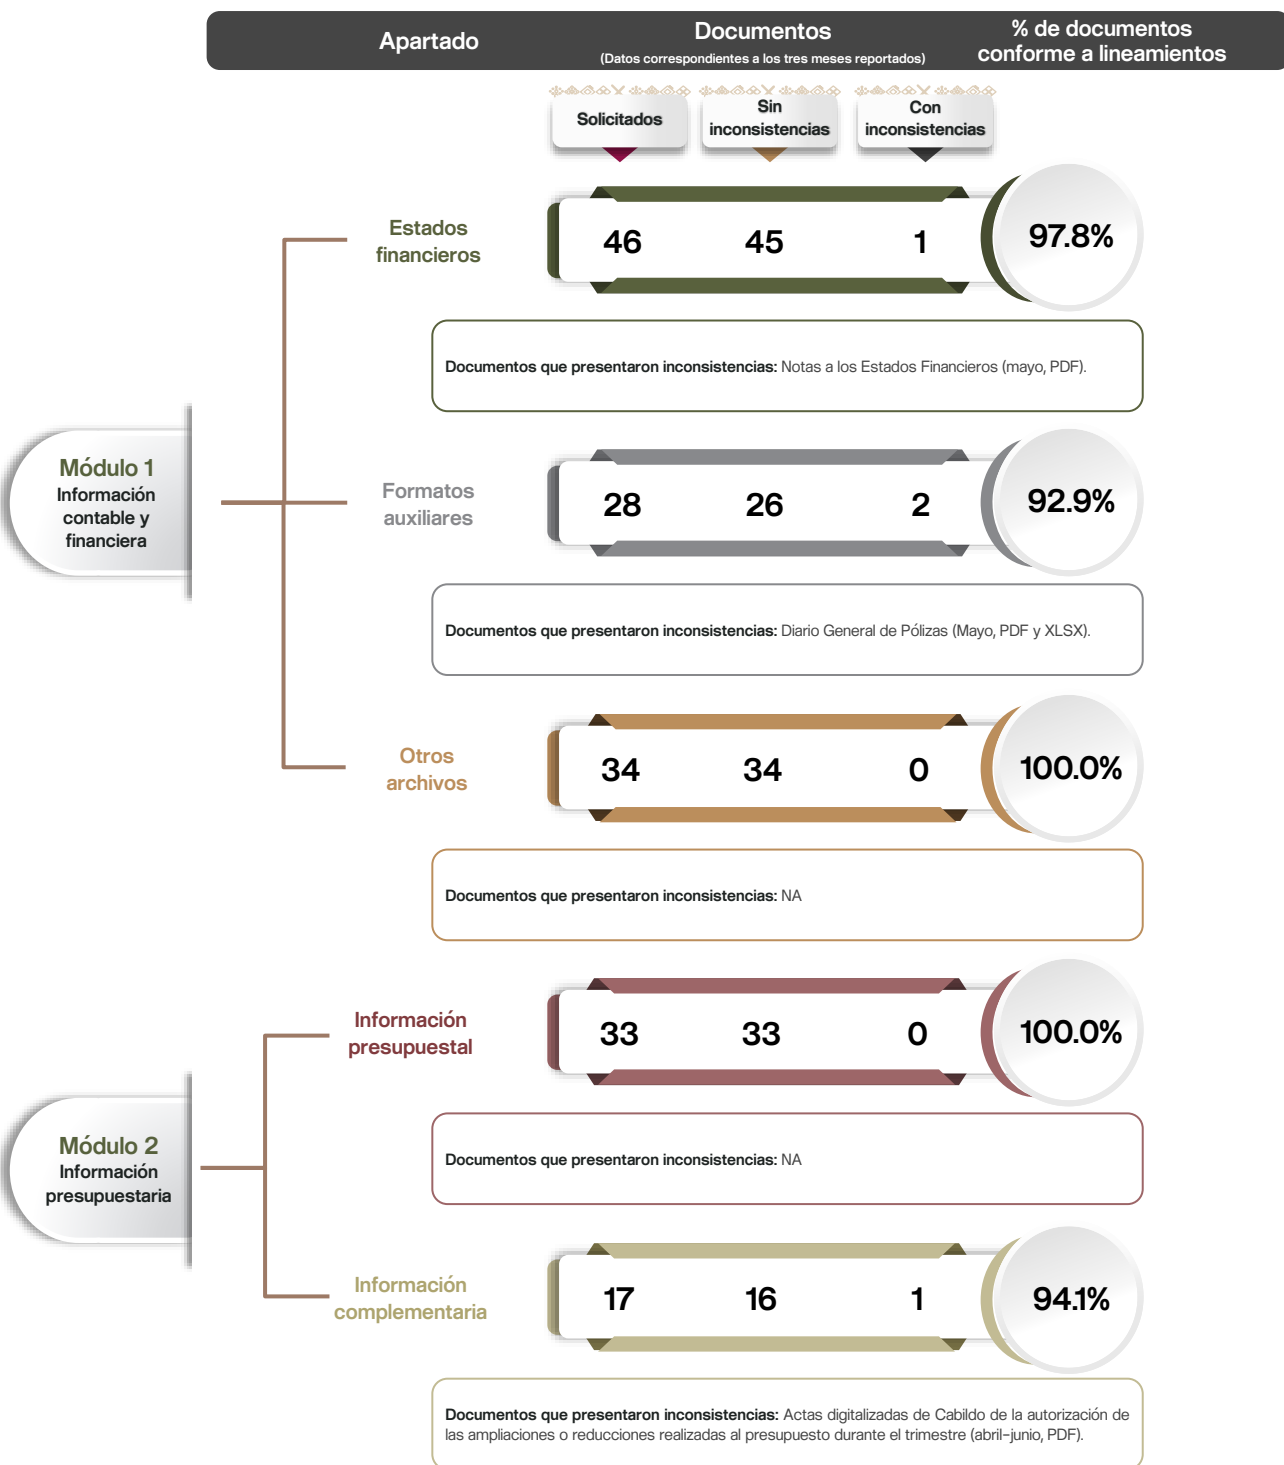 Apartado
Documentos
(Datos correspondientes a los tres meses reportados)
% de documentos
conforme a lineamientos
Solicitados
Sin
inconsistencias
Con
inconsistencias
Módulo 1
Información
contable y
financiera
Estados
financieros
46 45 1 97.8%
Documentos que presentaron inconsistencias: Notas a los Estados Financieros (mayo, PDF).
Formatos
auxiliares
28 26 2 92.9%
Documentos que presentaron inconsistencias: Diario General de Pólizas (Mayo, PDF y XLSX).
Otros
archivos
34 34 0 100.0%
Documentos que presentaron inconsistencias: NA
Módulo 2
Información
presupuestaria
Información
presupuestal
33 33 0 100.0%
Documentos que presentaron inconsistencias: NA
Información
complementaria
17 16 1 94.1%
Documentos que presentaron inconsistencias: Actas digitalizadas de Cabildo de la autorización de
las ampliaciones o reducciones realizadas al presupuesto durante el trimestre (abril-junio, PDF).